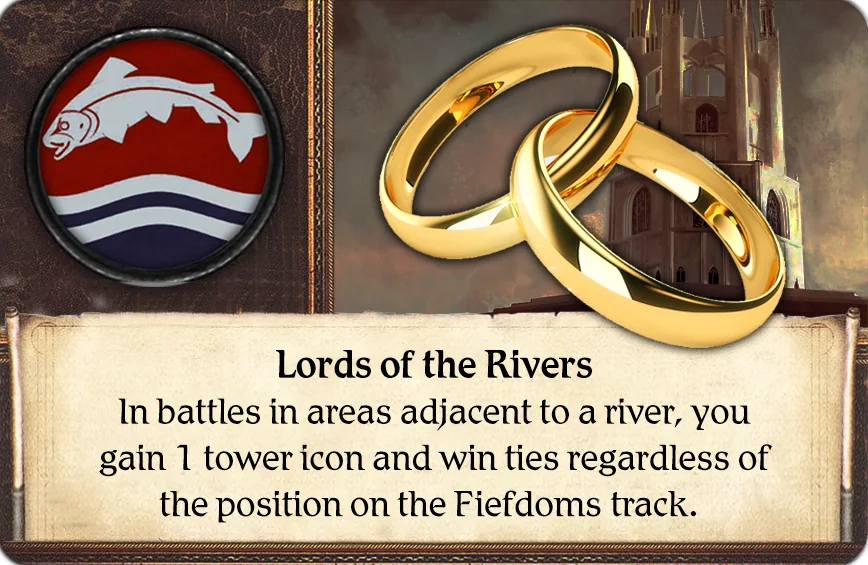 Lords of the Rivers
In battles in areas adjacent to a river, you
gain 1 tower icon and win ties regardless of
the position on the Fiefdoms track.